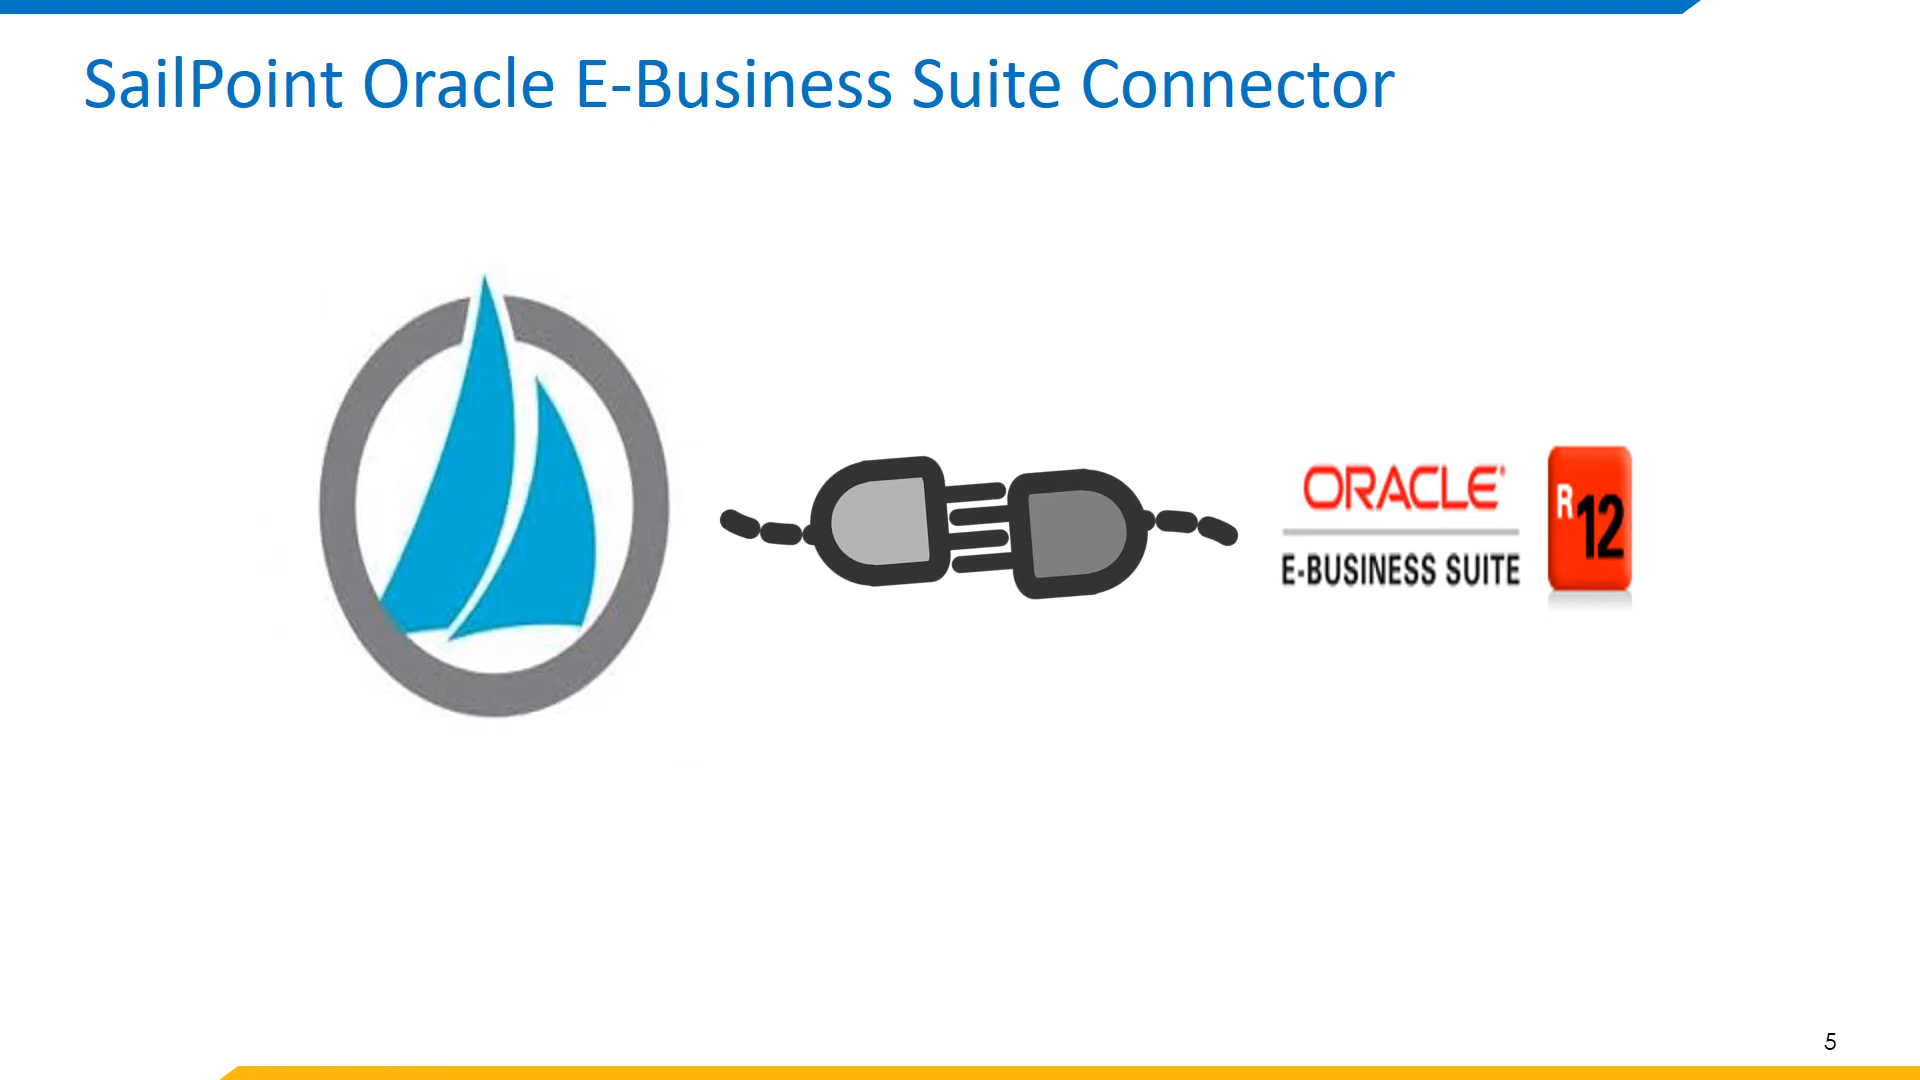 SailPoint Oracle E-Business Suite Connector
ORACLE
E-BUSINESS SUITE
R12
5